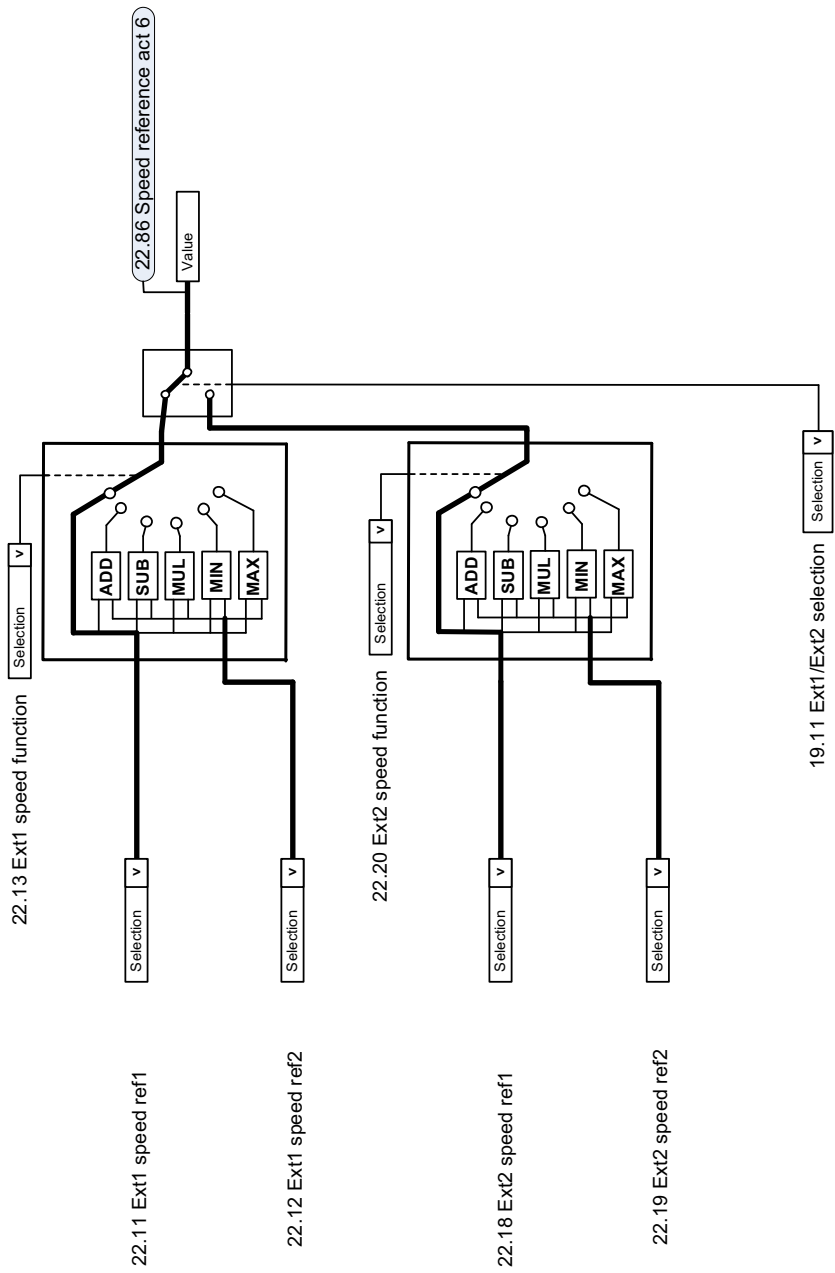 22.86 Speed reference act 6
Value
22.13 Ext1 speed function
Selection
v
ADD
SUB
MUL
MIN
MAX
22.11 Ext1 speed ref1
Selection
v
22.12 Ext1 speed ref2
Selection
v
22.20 Ext2 speed function
Selection
v
ADD
SUB
MUL
MIN
MAX
22.18 Ext2 speed ref1
Selection
v
22.19 Ext2 speed ref2
Selection
v
19.11 Ext1/Ext2 selection
Selection
v